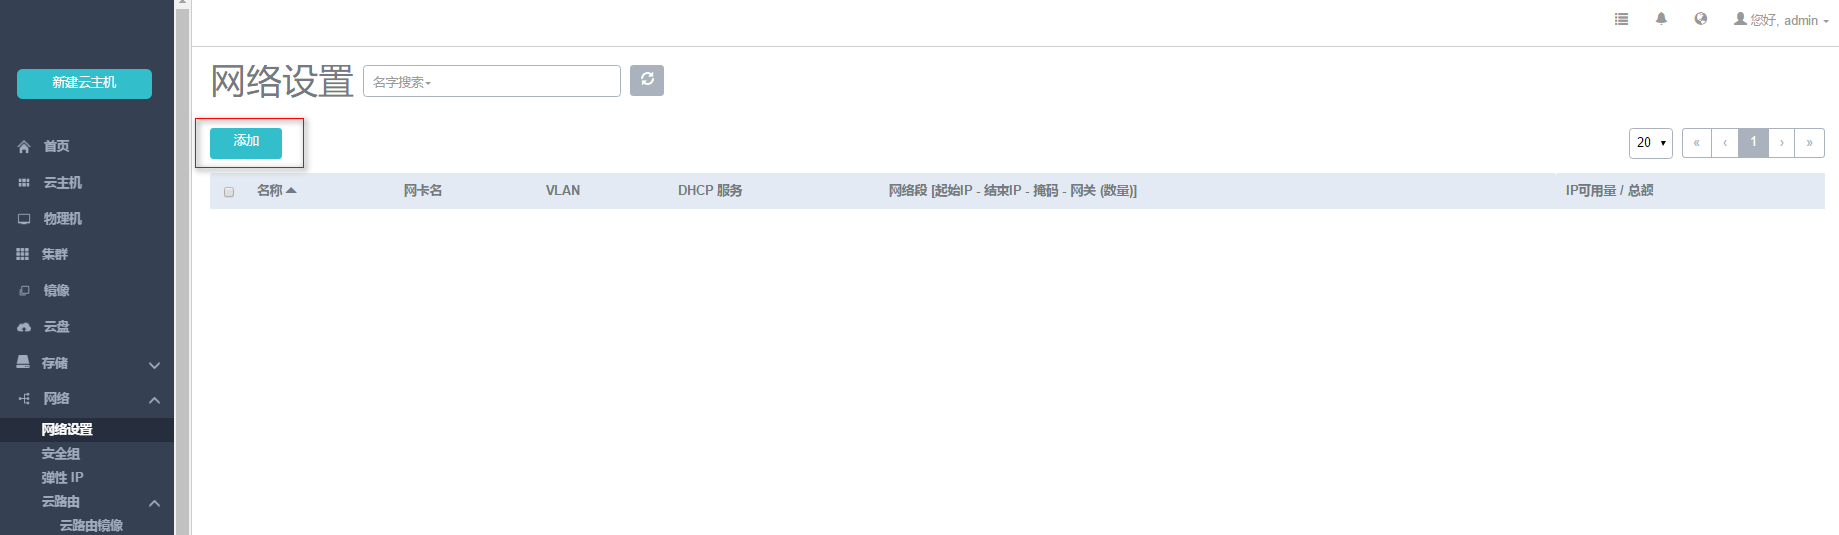 您好, admin
新建云主机
首页
云主机
物理机
集群
镜像
云盘
存储
网络
网络设置
安全组
弹性 IP
云路由
云路由镜像
网络设置
名字搜索
添加
20
« ‹ 1 › »
名称 网卡名 VLAN DHCP 服务 网络段 [起始IP - 结束IP - 掩码 - 网关 (数量)] IP可用量 / 总额